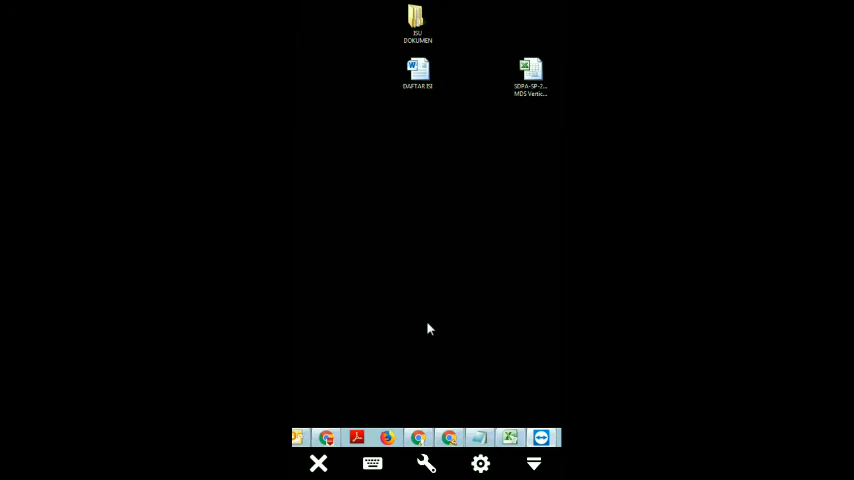 ISU
DOKUMEN
DAFTAR ISI
SDPA-SP-2...
MDS Vertic...